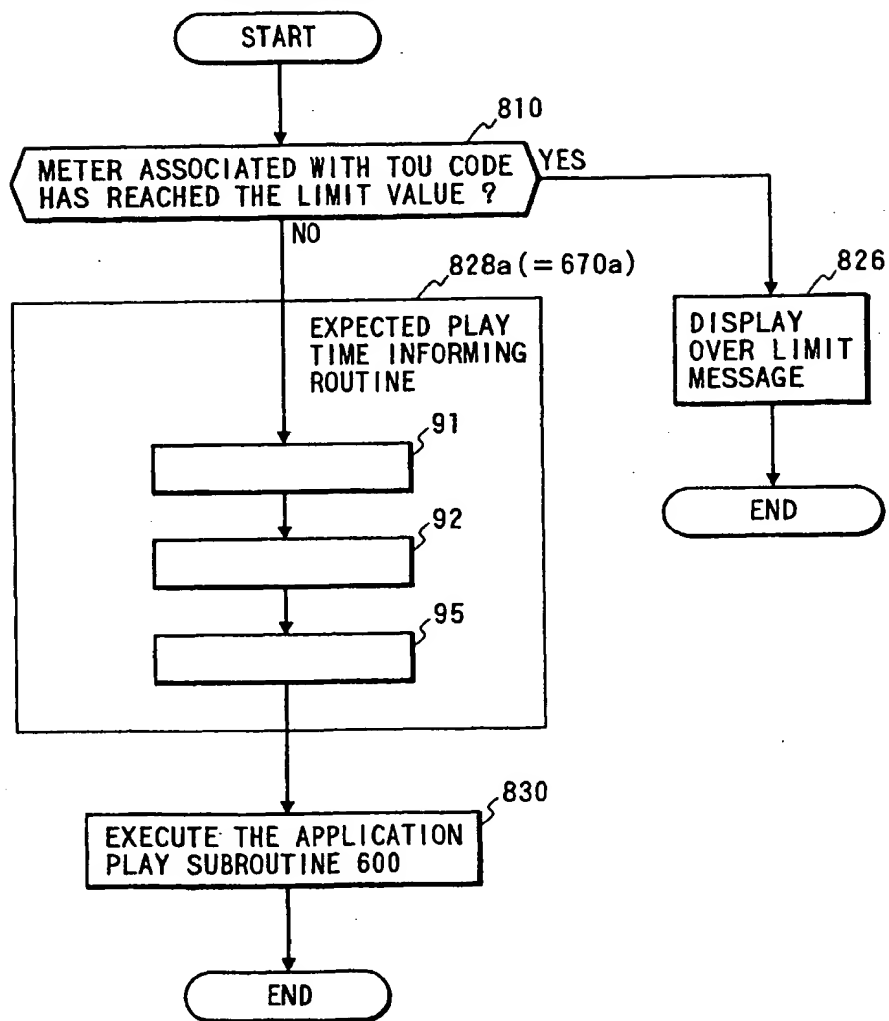 START
810
METER ASSOCIATED WITH TOU CODE
HAS REACHED THE LIMIT VALUE ?
YES
NO
828a (=670a)
EXPECTED PLAY
TIME INFORMING
ROUTINE
91
92
95
826
DISPLAY
OVER LIMIT
MESSAGE
END
830
EXECUTE THE APPLICATION
PLAY SUBROUTINE 600
END